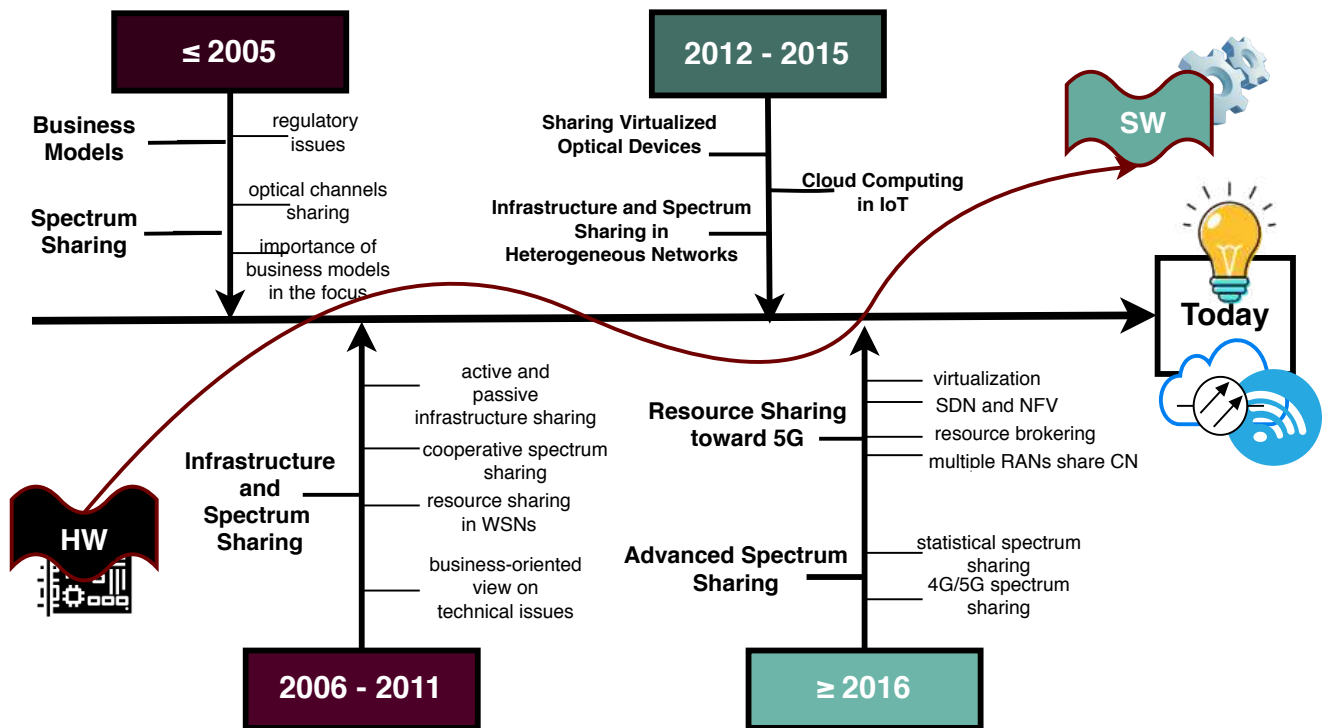 ≤ 2005
Business
Models
regulatory
issues
optical channels
sharing
Spectrum
Sharing
importance of
business models
in the focus
2012 - 2015
Sharing Virtualized
Optical Devices
Cloud Computing
in IoT
Infrastructure and Spectrum
Sharing in
Heterogeneous Networks
SW
Today
HW
active and
passive
infrastructure sharing
cooperative spectrum
sharing
Infrastructure
and
Spectrum
Sharing
resource sharing
in WSNs
business-oriented
view on
technical issues
2006 - 2011
virtualization
SDN and NFV
Resource Sharing
toward 5G
resource brokering
multiple RANs share CN
Advanced Spectrum
Sharing
statistical spectrum
sharing
4G/5G spectrum
sharing
≥ 2016